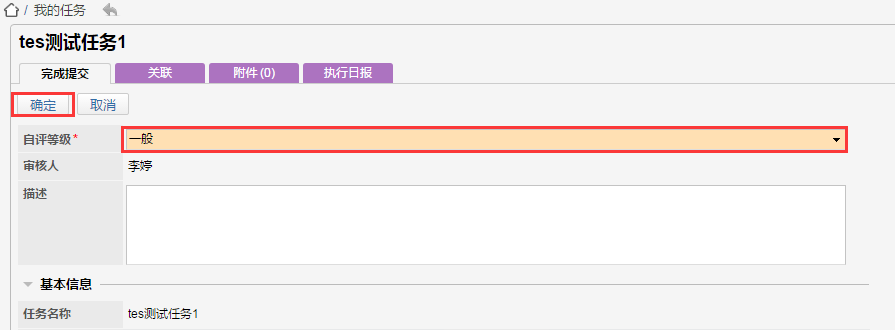 / 我的任务
tes测试任务1
完成提交 关联 附件(0) 执行日报
确定 取消
自评等级* 一般
审核人 李婷
描述
基本信息
任务名称 tes测试任务1